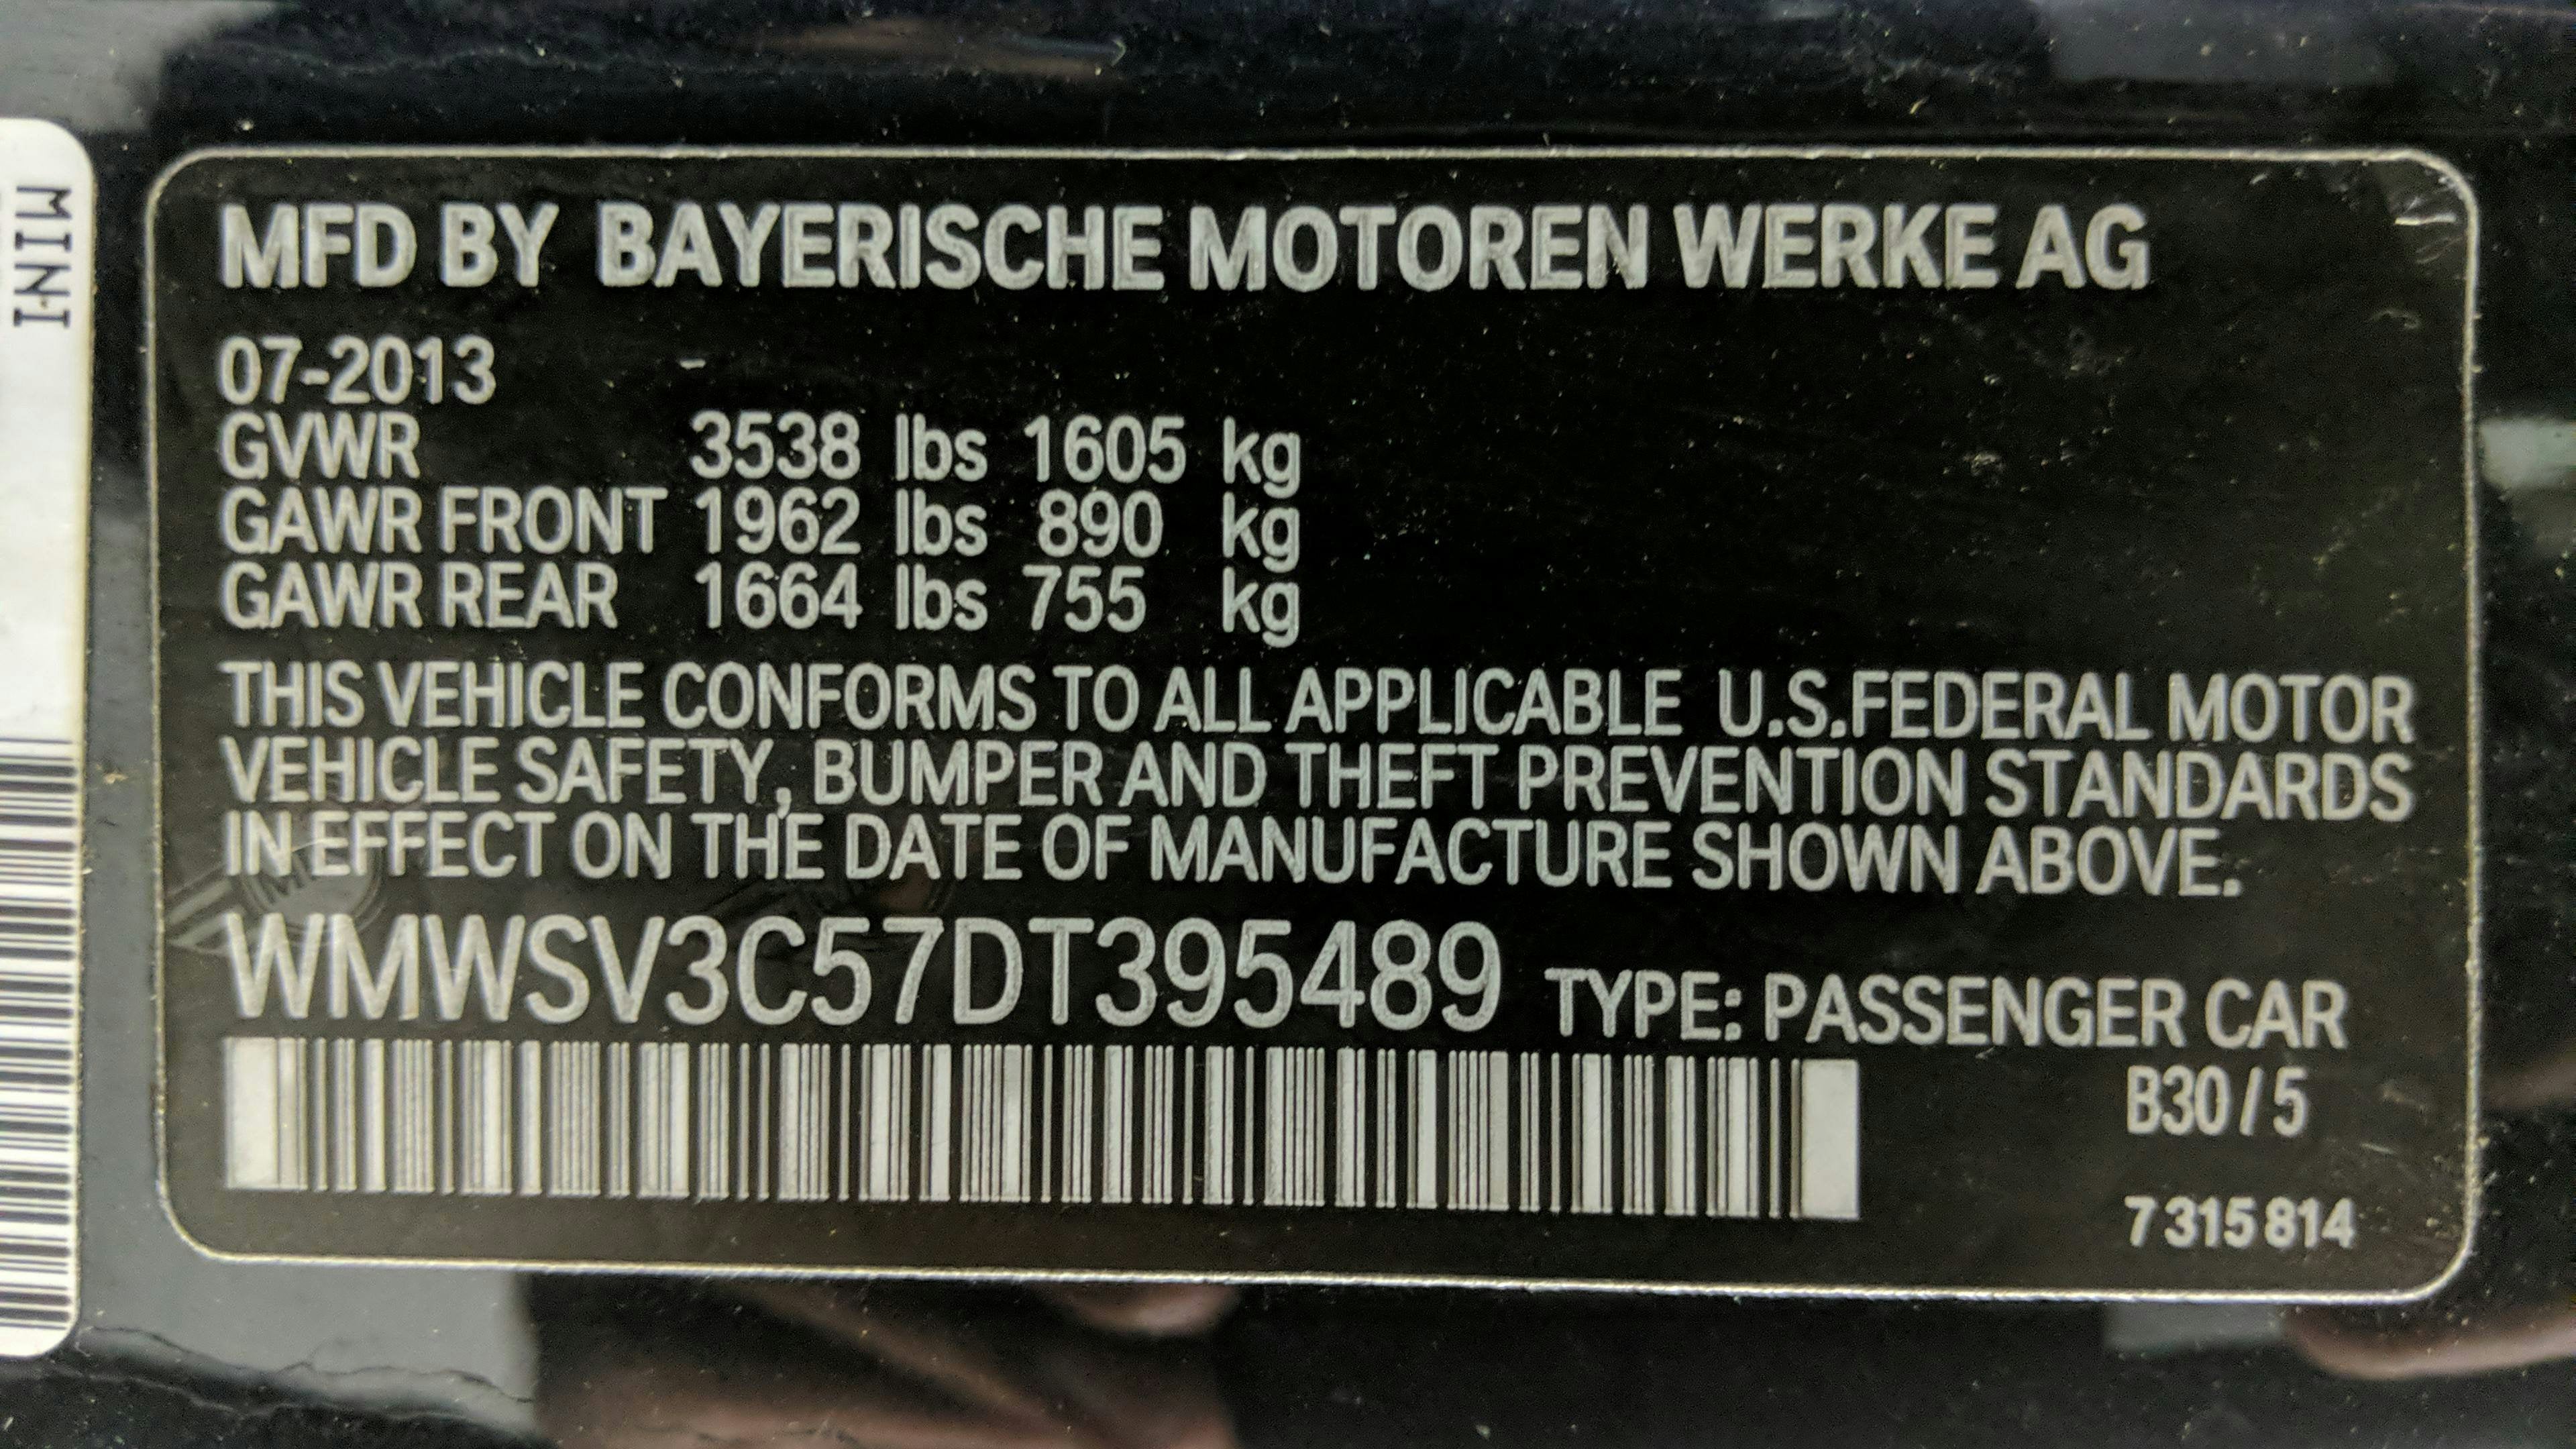 MINI
MFD BY BAYERISCHE MOTOREN WERKE AG
07-2013
GVWR 3538 lbs 1605 kg
GAWR FRONT 1962 lbs 890 kg
GAWR REAR 1664 lbs 755 kg
THIS VEHICLE CONFORMS TO ALL APPLICABLE U.S.FEDERAL MOTOR
VEHICLE SAFETY, BUMPER AND THEFT PREVENTION STANDARDS
IN EFFECT ON THE DATE OF MANUFACTURE SHOWN ABOVE.
WMWSV3C57DT395489 TYPE: PASSENGER CAR
B30/5
7 315 814